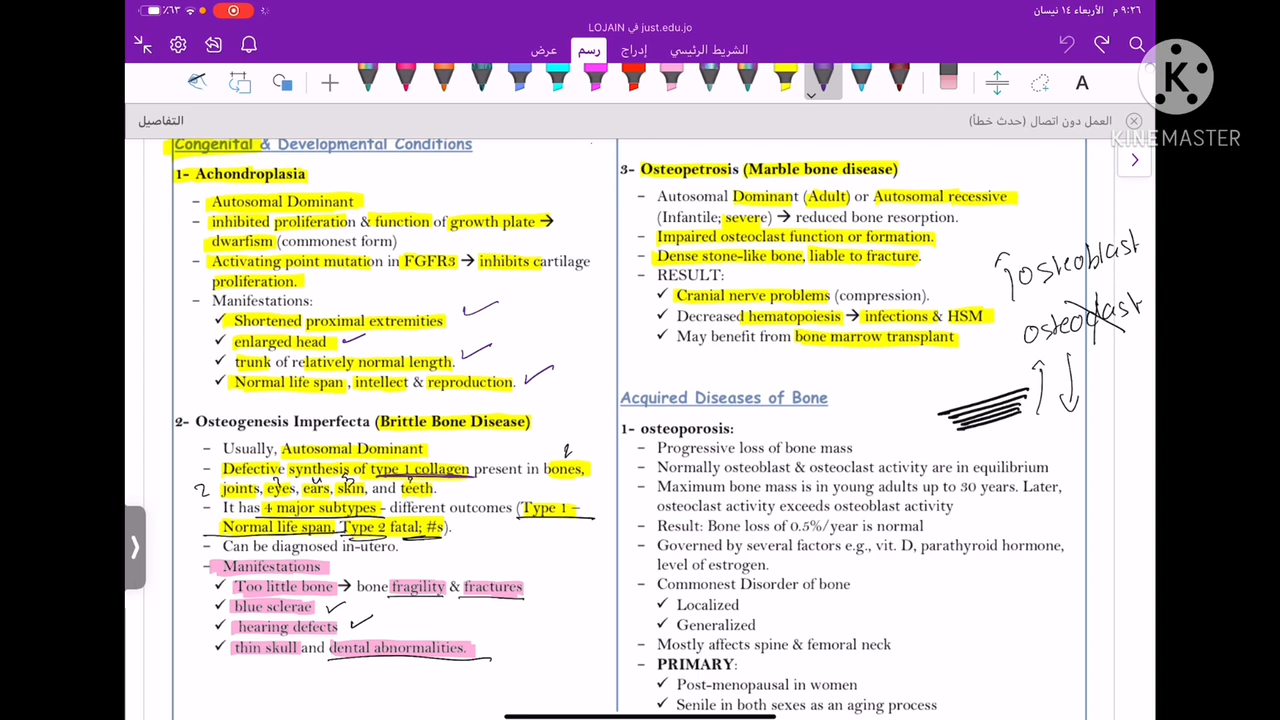 ٩:٢٦ م الأربعاء ١٤ نيسان
٦٣٪
LOJAIN في just.edu.jo
الشريط الرئيسي إدراج رسم عرض
A
العمل دون اتصال (حدث خطأ)
التفاصيل
K
KINEMASTER
Congenital & Developmental Conditions
1- Achondroplasia
- Autosomal Dominant
- inhibited proliferation & function of growth plate →
dwarfism (commonest form)
- Activating point mutation in FGFR3 → inhibits cartilage
proliferation.
- Manifestations:
✓ Shortened proximal extremities
✓ enlarged head
✓ trunk of relatively normal length.
✓ Normal life span , intellect & reproduction.
2- Osteogenesis Imperfecta (Brittle Bone Disease)
- Usually, Autosomal Dominant
- Defective synthesis of type 1 collagen present in bones,
joints, eyes, ears, skin, and teeth.
- It has 4 major subtypes - different outcomes (Type 1 –
Normal life span, Type 2 fatal; #s).
- Can be diagnosed in-utero.
- Manifestations
✓ Too little bone → bone fragility & fractures
✓ blue sclerae
✓ hearing defects
✓ thin skull and dental abnormalities.
3- Osteopetrosis (Marble bone disease)
- Autosomal Dominant (Adult) or Autosomal recessive
(Infantile; severe) → reduced bone resorption.
- Impaired osteoclast function or formation.
- Dense stone-like bone, liable to fracture.
- RESULT:
✓ Cranial nerve problems (compression).
✓ Decreased hematopoiesis → infections & HSM
✓ May benefit from bone marrow transplant
↑osteoblast
osteoclast
↑ ↓
Acquired Diseases of Bone
1- osteoporosis:
- Progressive loss of bone mass
- Normally osteoblast & osteoclast activity are in equilibrium
- Maximum bone mass is in young adults up to 30 years. Later,
osteoclast activity exceeds osteoblast activity
- Result: Bone loss of 0.5%/year is normal
- Governed by several factors e.g., vit. D, parathyroid hormone,
level of estrogen.
- Commonest Disorder of bone
✓ Localized
✓ Generalized
- Mostly affects spine & femoral neck
- PRIMARY:
✓ Post-menopausal in women
✓ Senile in both sexes as an aging process